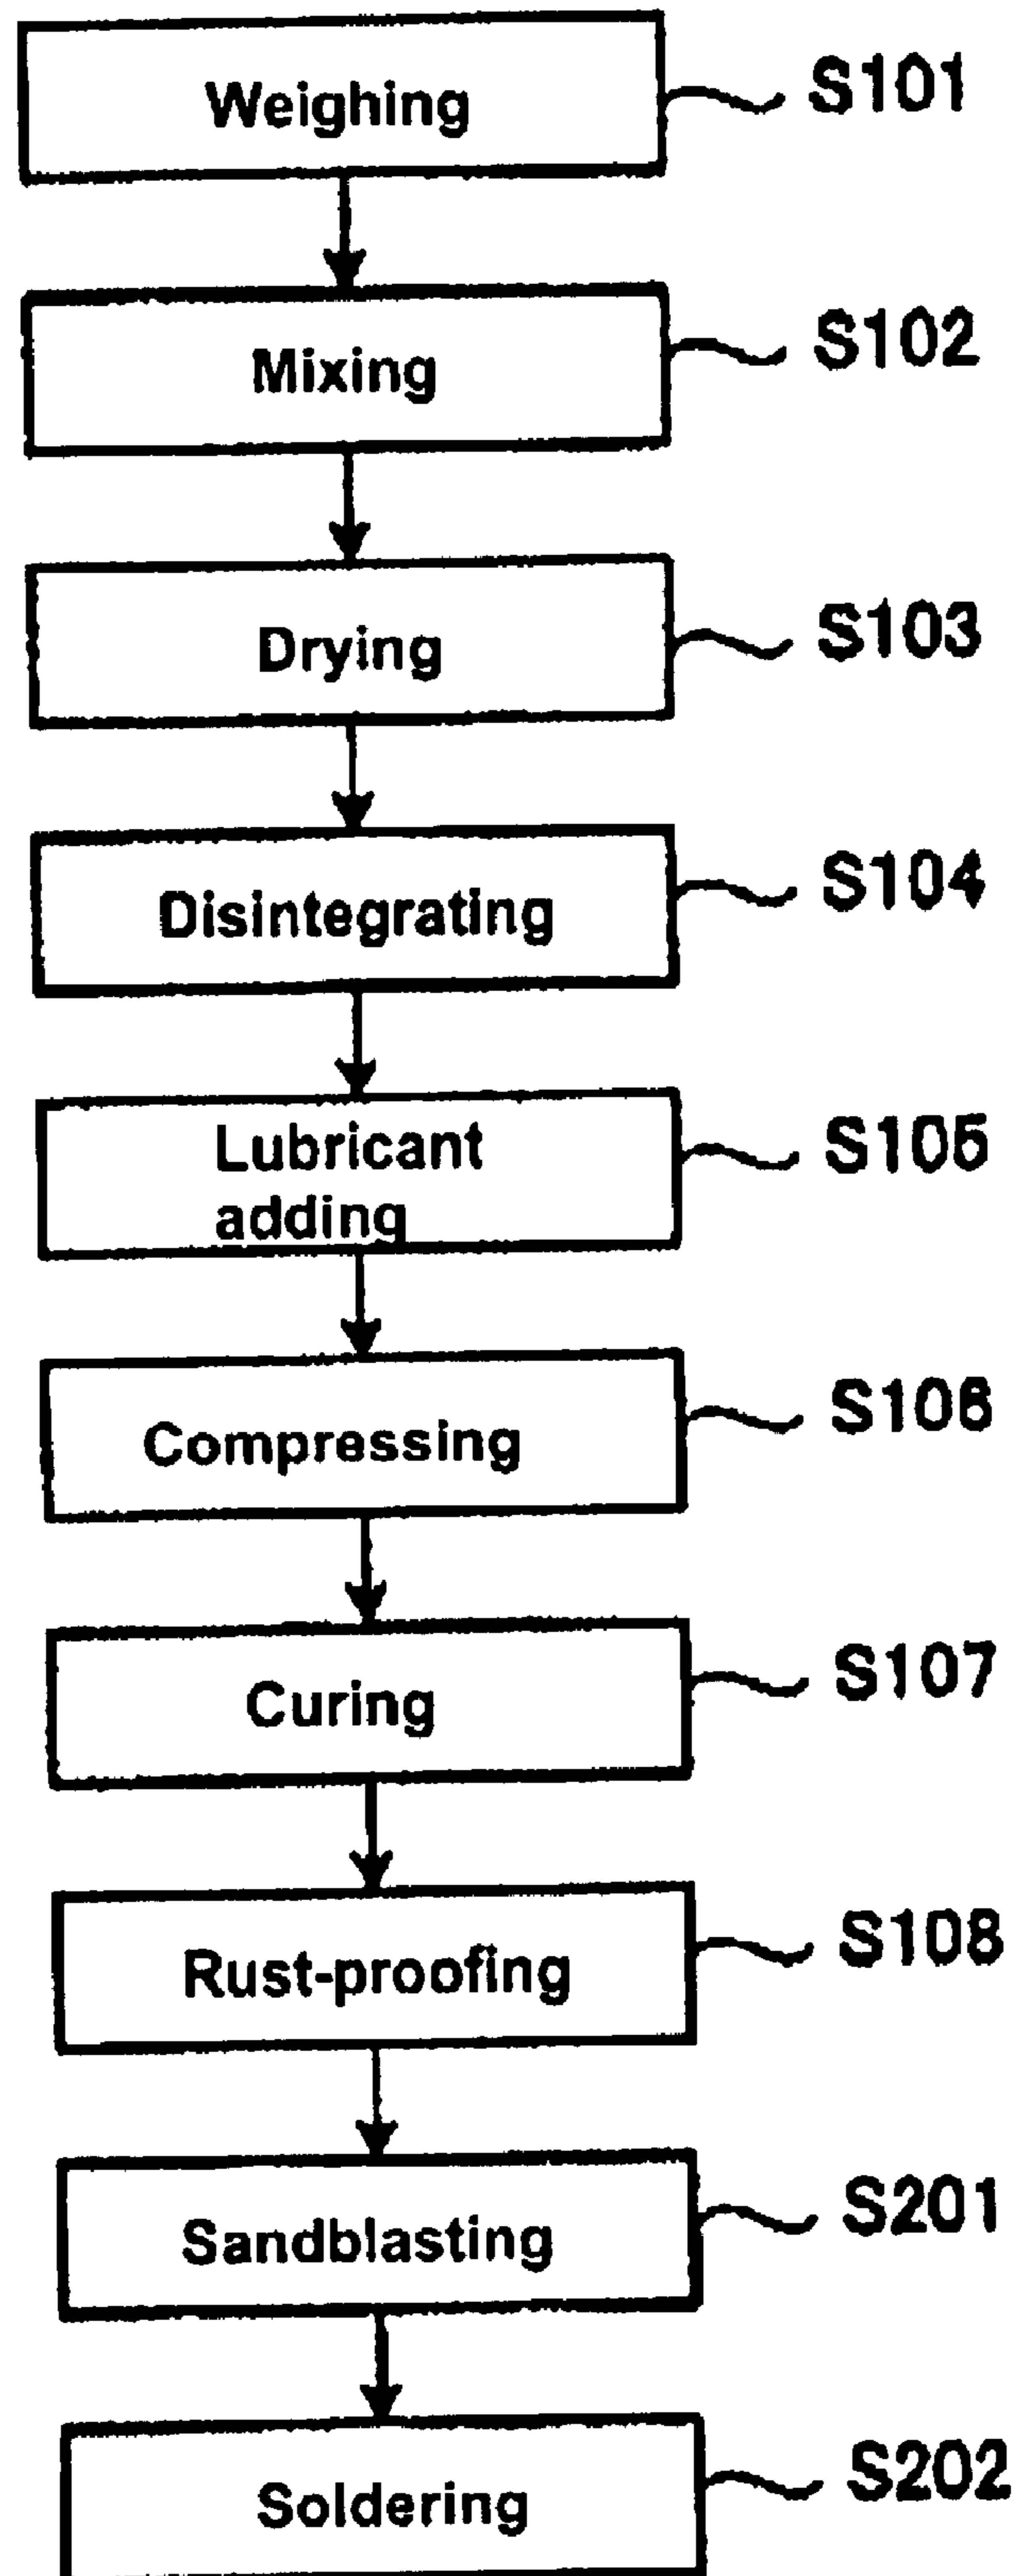 Weighing S101
Mixing S102
Drying S103
Disintegrating S104
Lubricant S105
adding
Compressing S106
Curing S107
Rust-proofing S108
Sandblasting S201
Soldering S202